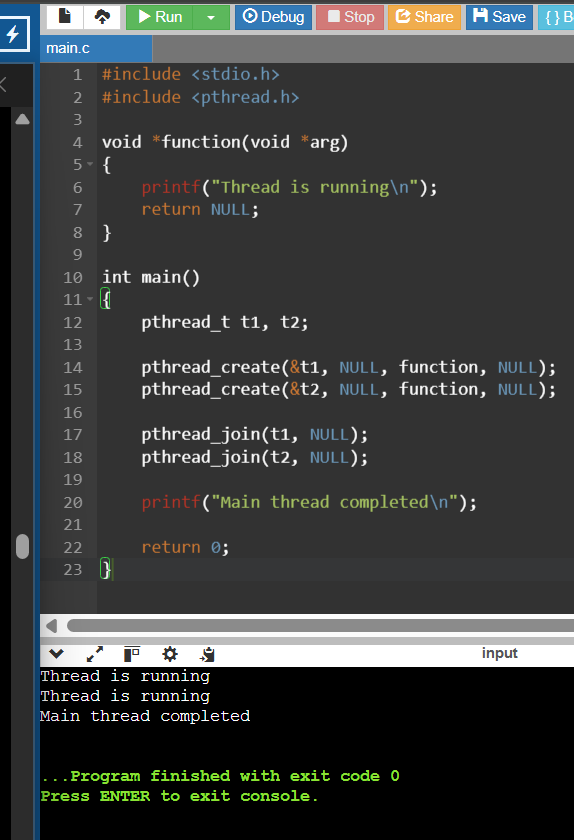 Run Debug Stop Share Save { } B
main.c
1 #include <stdio.h>
2 #include <pthread.h>
3
4 void *function(void *arg)
5 {
6     printf("Thread is running\n");
7     return NULL;
8 }
9
10 int main()
11 {
12     pthread_t t1, t2;
13
14     pthread_create(&t1, NULL, function, NULL);
15     pthread_create(&t2, NULL, function, NULL);
16
17     pthread_join(t1, NULL);
18     pthread_join(t2, NULL);
19
20     printf("Main thread completed\n");
21
22     return 0;
23 }
input
Thread is running
Thread is running
Main thread completed
...Program finished with exit code 0
Press ENTER to exit console.